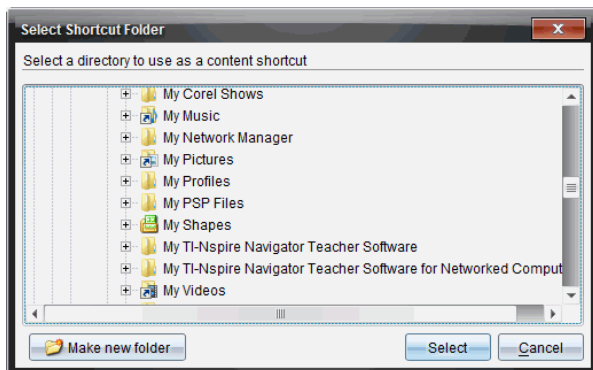 Select Shortcut Folder
Select a directory to use as a content shortcut
My Corel Shows
My Music
My Network Manager
My Pictures
My Profiles
My PSP Files
My Shapes
My TI-Nspire Navigator Teacher Software
My TI-Nspire Navigator Teacher Software for Networked Comput
My Videos
Make new folder
Select
Cancel